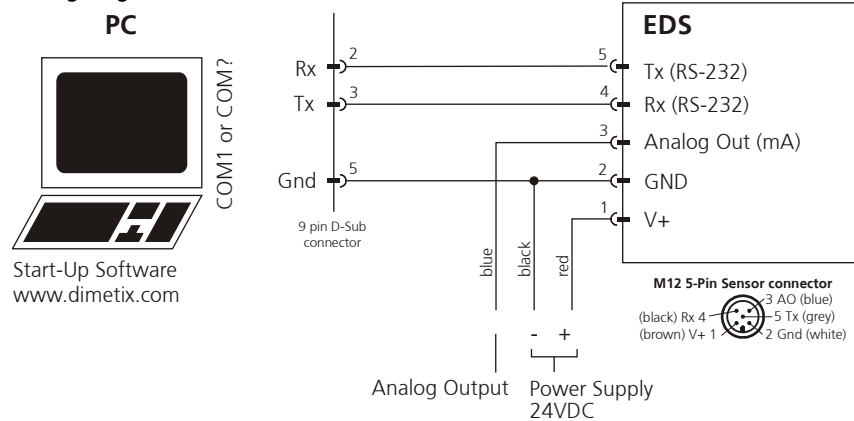 PC
COM1 or COM?
Start-Up Software
www.dimetix.com
Rx
2
Tx
3
Gnd
5
9 pin D-Sub
connector
EDS
5
Tx (RS-232)
4
Rx (RS-232)
3
Analog Out (mA)
2
GND
1
V+
blue
black
red
- +
Analog Output
Power Supply
24VDC
M12 5-Pin Sensor connector
3 AO (blue)
(black) Rx 4
5 Tx (grey)
(brown) V+ 1
2 Gnd (white)